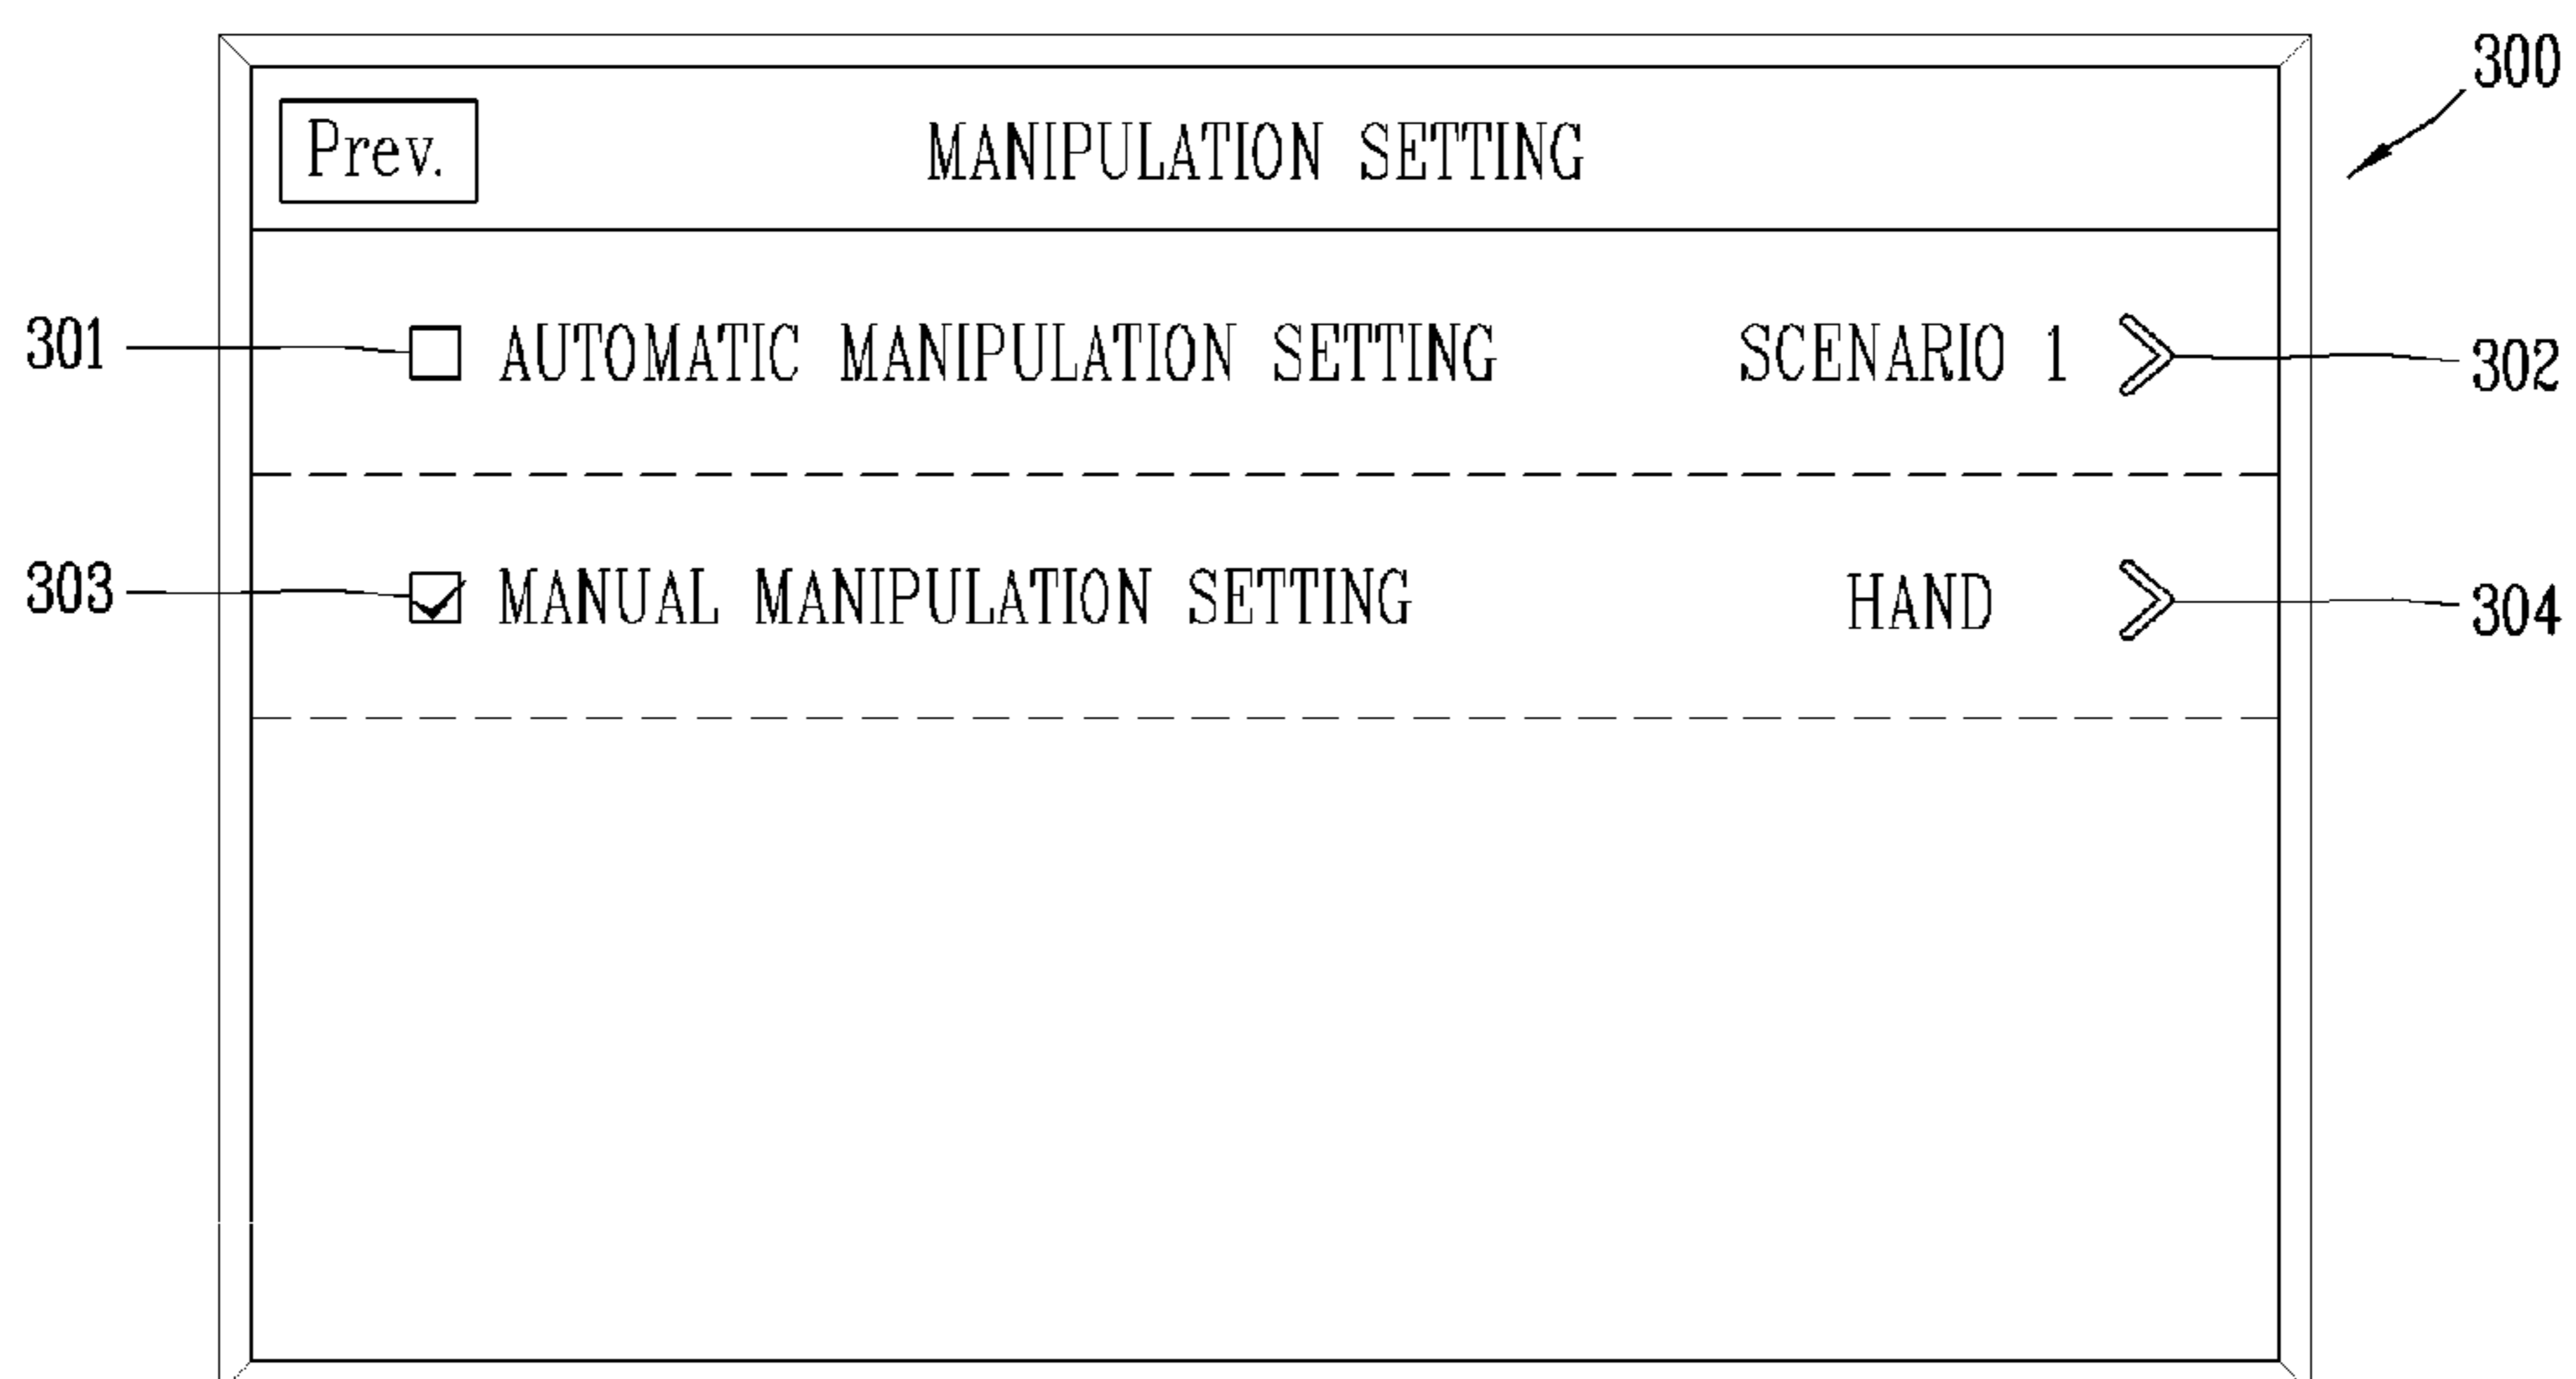 300
Prev. MANIPULATION SETTING
301 AUTOMATIC MANIPULATION SETTING SCENARIO 1 302
303 MANUAL MANIPULATION SETTING HAND 304